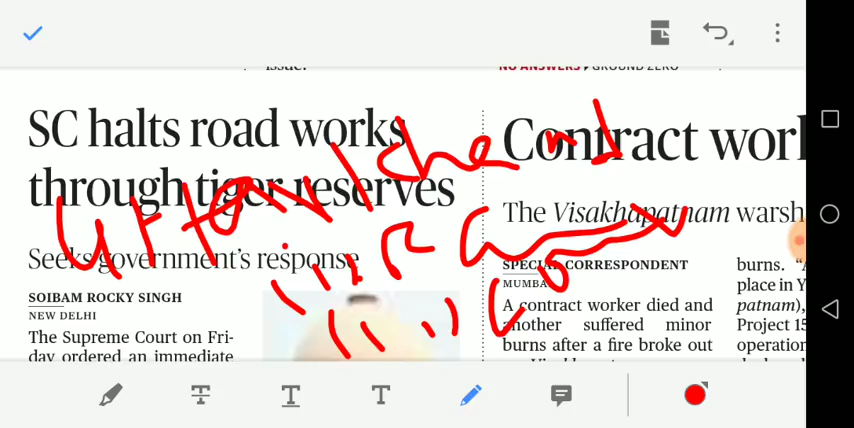 issue.
NO ANSWERS GROUND ZERO
SC halts road works
through tiger reserves
Seeks government's response
SOIBAM ROCKY SINGH
NEW DELHI
The Supreme Court on Fri-
day ordered an immediate
Contract worl
The Visakhapatnam warsh
SPECIAL CORRESPONDENT
MUMBA
A contract worker died and
another suffered minor
burns after a fire broke out
burns. "A
place in Y
patnam),
Project 15
operation
uttarkhand